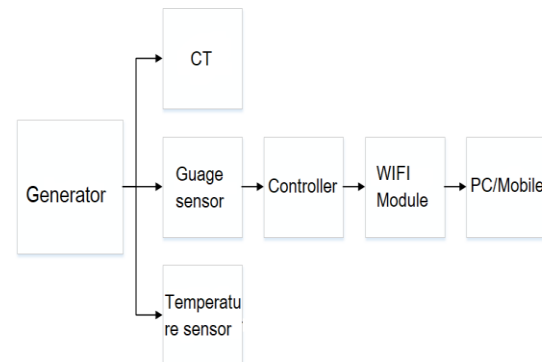 CT
Generator
Guage
sensor
Controller
WIFI
Module
PC/Mobile
Temperatu
re sensor